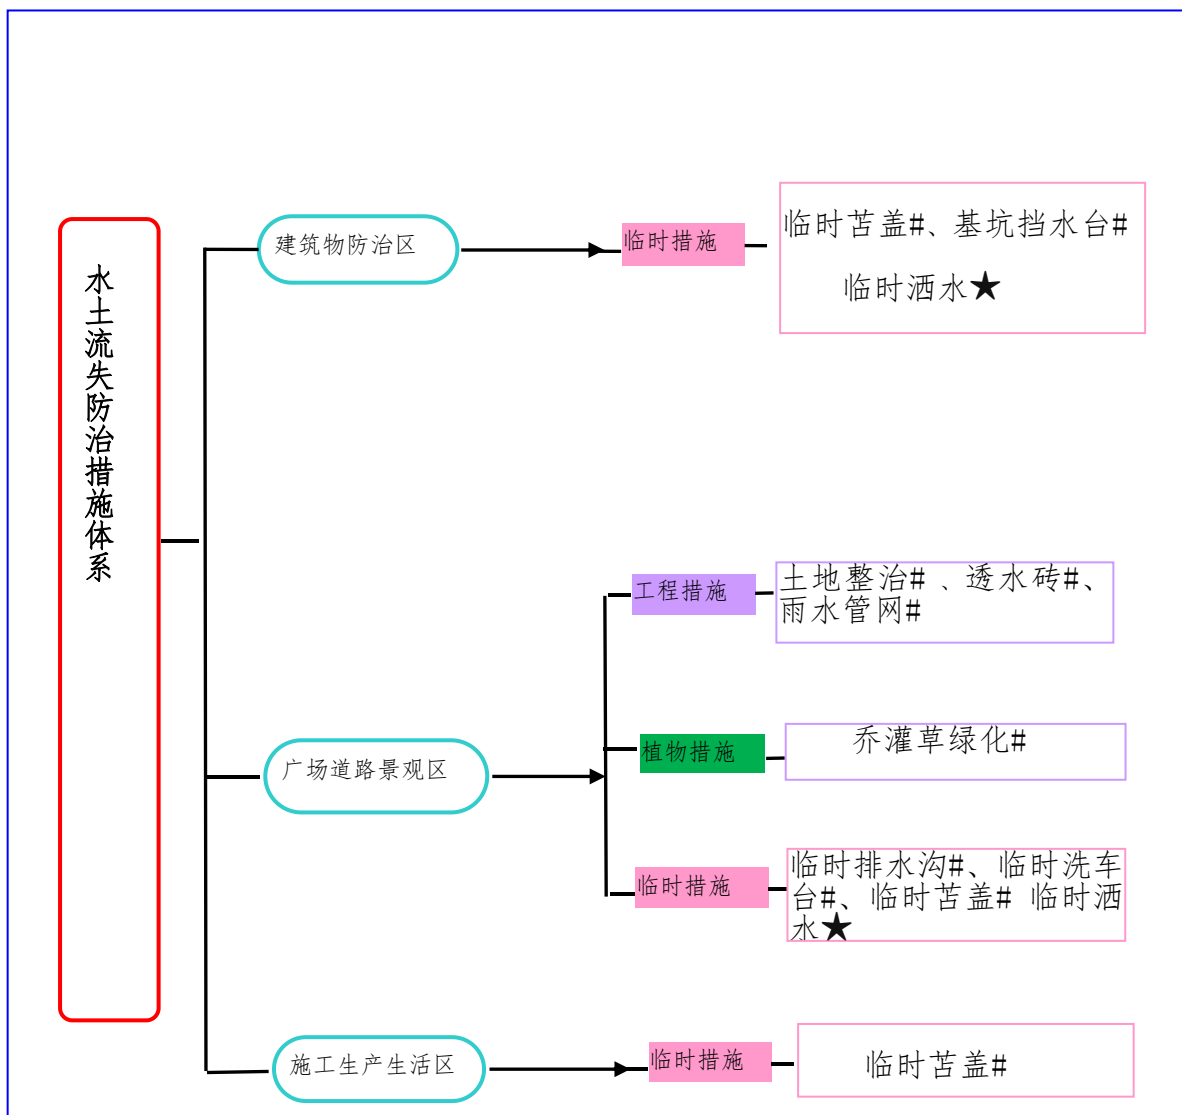 水土流失防治措施体系
建筑物防治区
临时措施
临时苫盖#、基坑挡水台#
临时洒水★
广场道路景观区
工程措施
土地整治# 、透水砖#、
雨水管网#
植物措施
乔灌草绿化#
临时措施
临时排水沟#、临时洗车
台#、临时苫盖# 临时洒
水★
施工生产生活区
临时措施
临时苫盖#